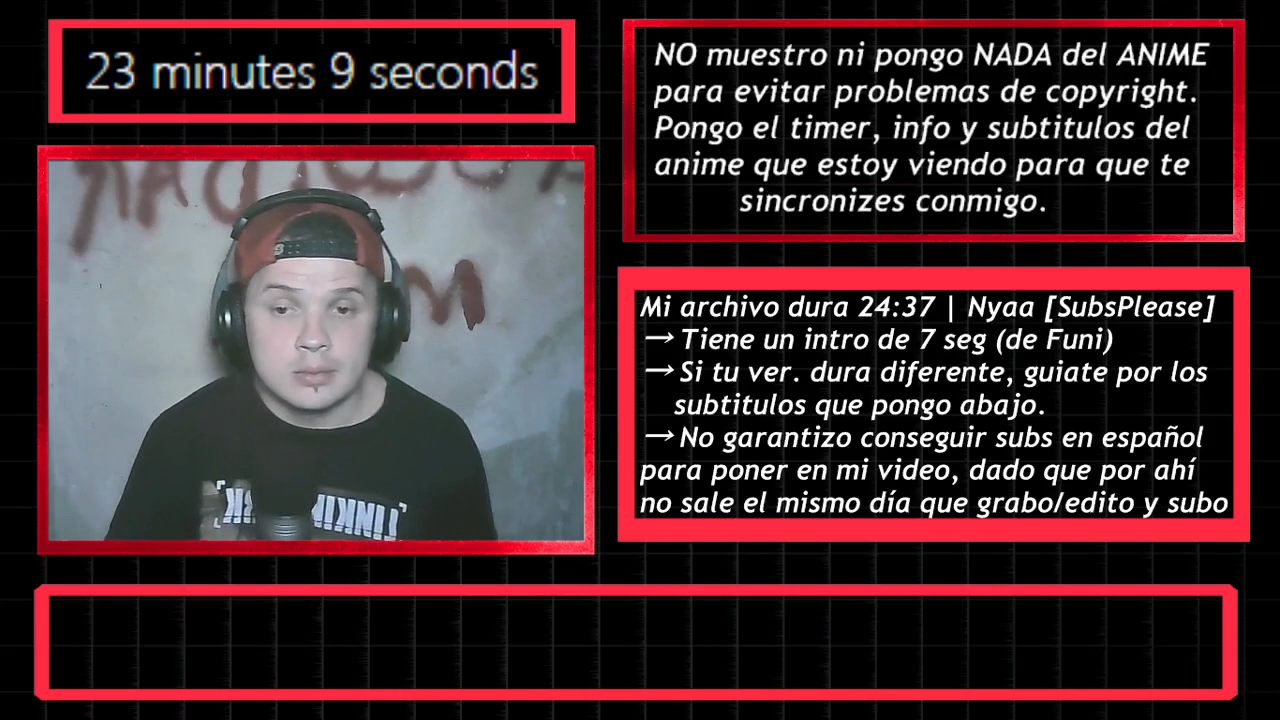 23 minutes 9 seconds
NO muestro ni pongo NADA del ANIME
para evitar problemas de copyright.
Pongo el timer, info y subtitulos del
anime que estoy viendo para que te
sincronizes conmigo.
Mi archivo dura 24:37 | Nyaa [SubsPlease]
→ Tiene un intro de 7 seg (de Funi)
→ Si tu ver. dura diferente, guiate por los
subtitulos que pongo abajo.
→ No garantizo conseguir subs en español
para poner en mi video, dado que por ahí
no sale el mismo día que grabo/edito y subo